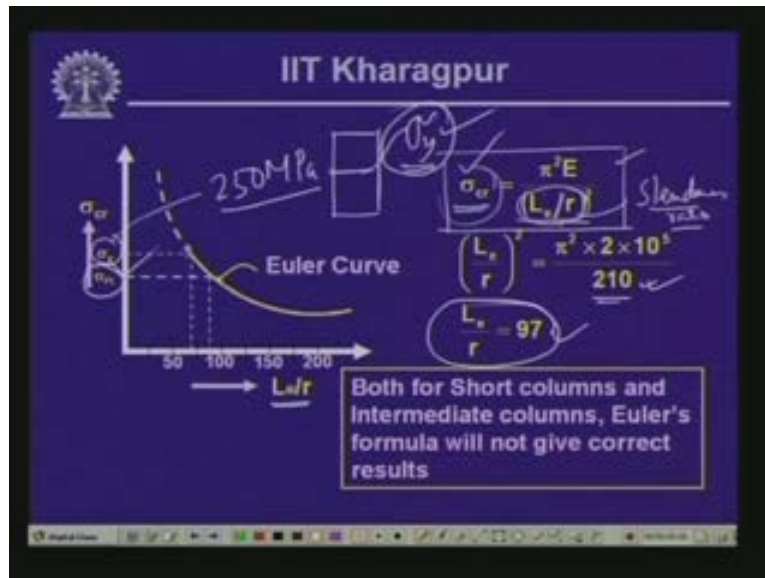 IIT Kharagpur
250MPa
σy
σcr = π²E
(Le/r)²
Slenderness
ratio
σcr
σy
σPL
Euler Curve
(Le/r)² = π² × 2 × 10⁵
210
Le/r = 97
50 100 150 200
Le/r
Both for Short columns and
Intermediate columns, Euler's
formula will not give correct
results